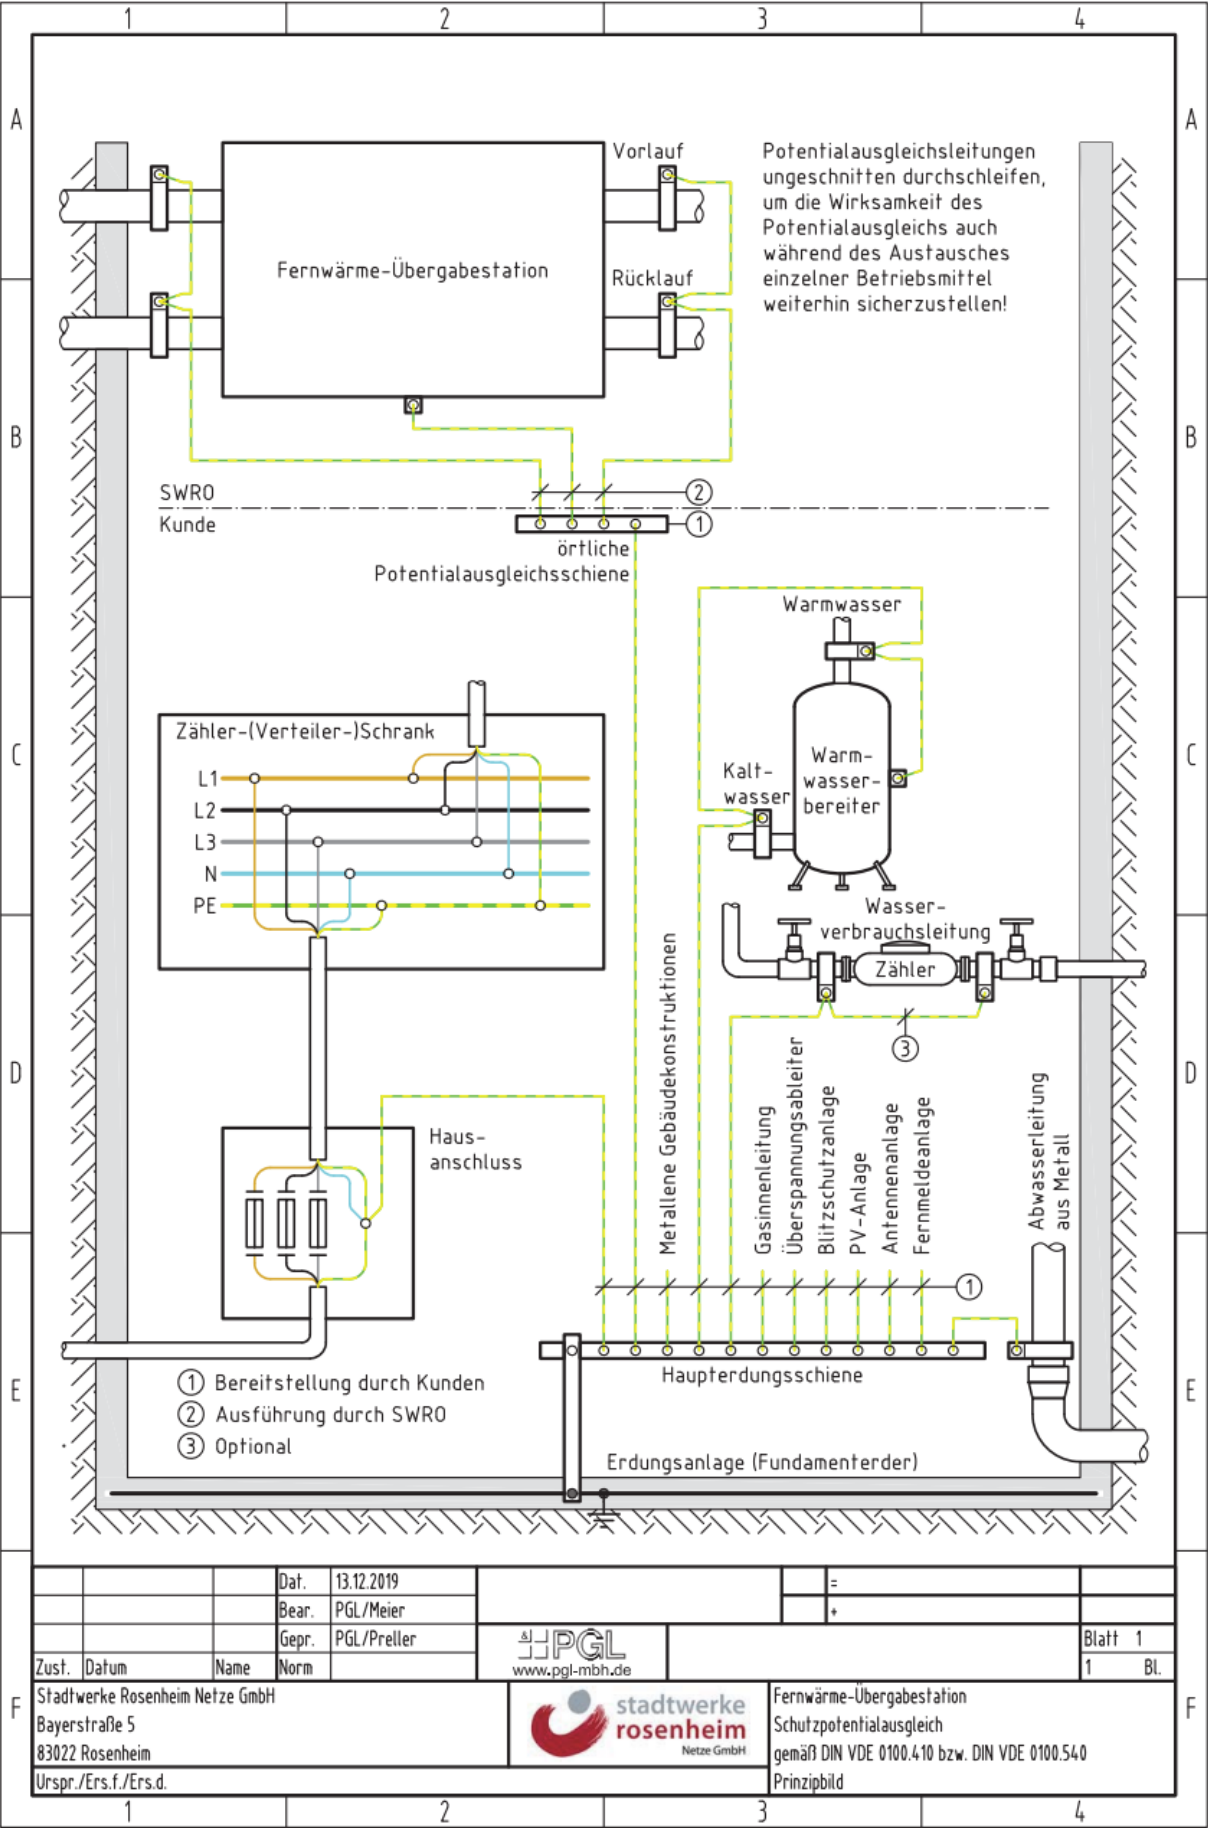 1 2 3 4
A A
Vorlauf
Potentialausgleichsleitungen
ungeschnitten durchschleifen,
um die Wirksamkeit des
Potentialausgleichs auch
während des Austausches
einzelner Betriebsmittel
weiterhin sicherzustellen!
Fernwärme-Übergabestation
Rücklauf
B B
SWRO
2
Kunde
1
örtliche
Potentialausgleichsschiene
Warmwasser
Zähler-(Verteiler-)Schrank
C C
L1
L2
L3
N
PE
Kalt-
wasser
Warm-
wasser-
bereiter
Wasser-
verbrauchsleitung
Zähler
3
D D
Haus-
anschluss
Metallene Gebäudekonstruktionen
Gasinnenleitung
Überspannungsableiter
Blitzschutzanlage
PV-Anlage
Antennenanlage
Fernmeldeanlage
Abwasserleitung
aus Metall
1
Haupterdungsschiene
E E
1 Bereitstellung durch Kunden
2 Ausführung durch SWRO
3 Optional
Erdungsanlage (Fundamenterder)
Dat. 13.12.2019
=
Bear. PGL/Meier
+
Gepr. PGL/Preller
&PGL
www.pgl-mbh.de
Blatt 1
Zust. Datum Name Norm
1 Bl.
F F
Stadtwerke Rosenheim Netze GmbH
Bayerstraße 5
83022 Rosenheim
stadtwerke
rosenheim
Netze GmbH
Fernwärme-Übergabestation
Schutzpotentialausgleich
gemäß DIN VDE 0100.410 bzw. DIN VDE 0100.540
Urspr./Ers.f./Ers.d.
Prinzipbild
1 2 3 4